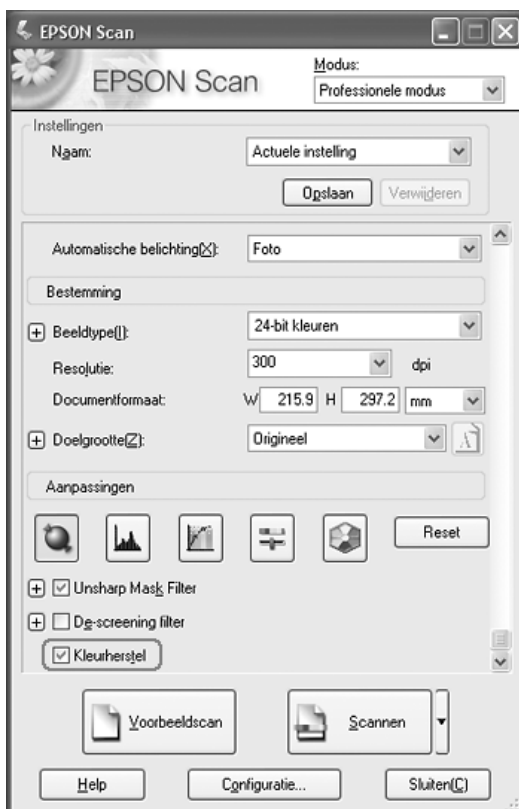 EPSON Scan
EPSON Scan
Modus:
Professionele modus
Instellingen
Naam:
Actuele instelling
Opslaan
Verwijderen
Automatische belichting(X):
Foto
Bestemming
Beeldtype(I):
24-bit kleuren
Resolutie:
300
dpi
Documentformaat:
W 215.9 H 297.2 mm
Doelgrootte(Z):
Origineel
A
Aanpassingen
Reset
Unsharp Mask Filter
De-screening filter
Kleurherstel
Voorbeeldscan
Scannen
Help
Configuratie...
Sluiten(C)